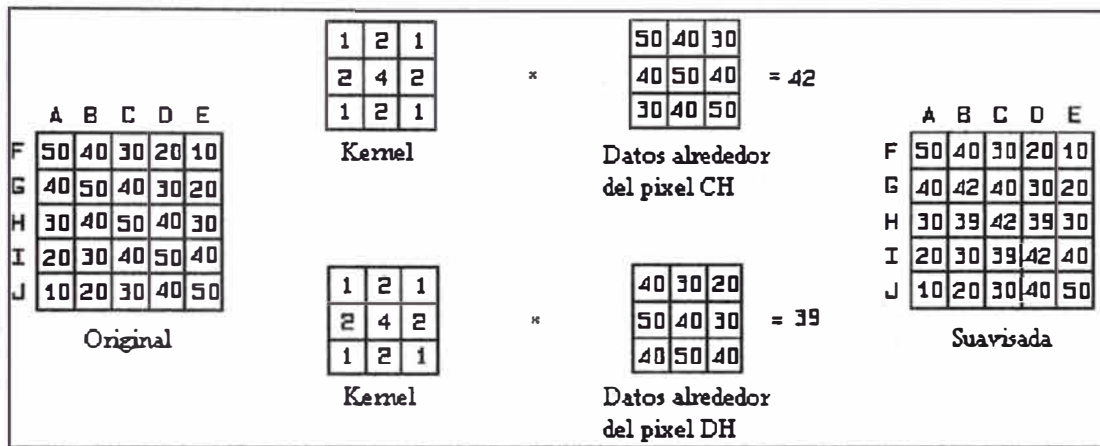 1 2 1
2 4 2
1 2 1
Kernel
*
50 40 30
40 50 40
30 40 50
= 42
Datos alrededor
del pixel CH
A B C D E
F 50 40 30 20 10
G 40 50 40 30 20
H 30 40 50 40 30
I 20 30 40 50 40
J 10 20 30 40 50
Original
1 2 1
2 4 2
1 2 1
Kernel
*
40 30 20
50 40 30
40 50 40
= 39
Datos alrededor
del pixel DH
A B C D E
F 50 40 30 20 10
G 40 42 40 30 20
H 30 39 42 39 30
I 20 30 39 42 40
J 10 20 30 40 50
Suavisada